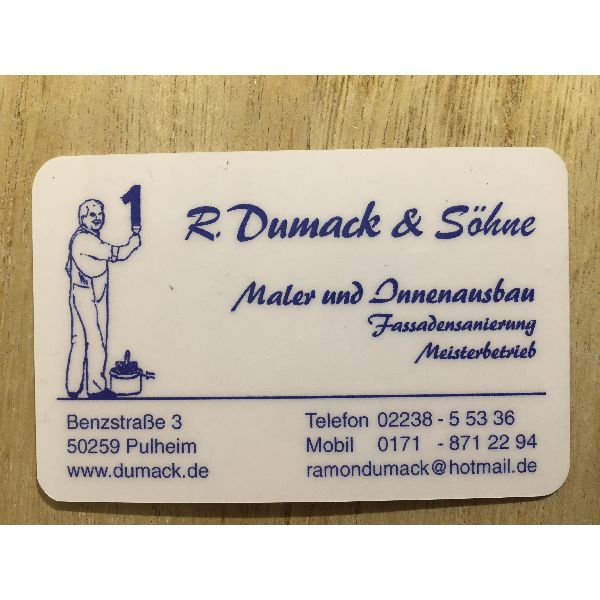 1
R. Dumack & Söhne
Maler und Innenausbau
Fassadensanierung
Meisterbetrieb
Benzstraße 3
50259 Pulheim
www.dumack.de
Telefon 02238 - 5 53 36
Mobil 0171 - 871 22 94
ramondumack@hotmail.de